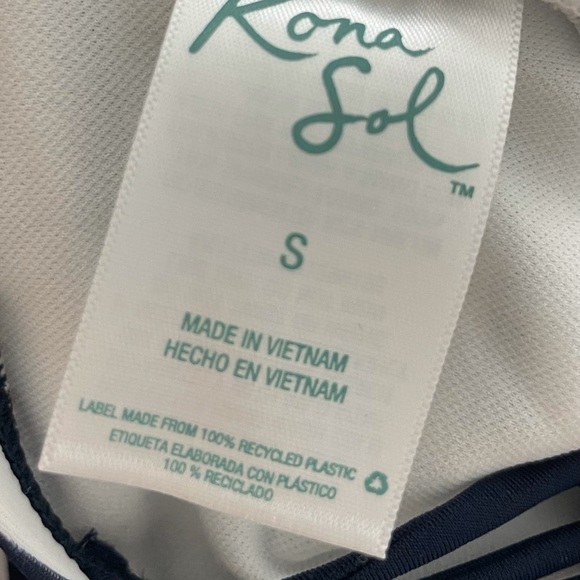 Kona
Sol
™
S
MADE IN VIETNAM
HECHO EN VIETNAM
LABEL MADE FROM 100% RECYCLED PLASTIC
ETIQUETA ELABORADA CON PLÁSTICO
100 % RECICLADO